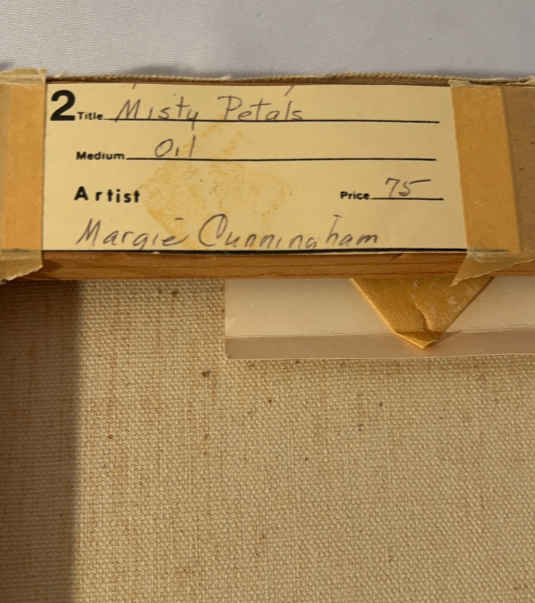 2 Title Misty Petals
Medium Oil
Artist Price 75
Margie Cunningham